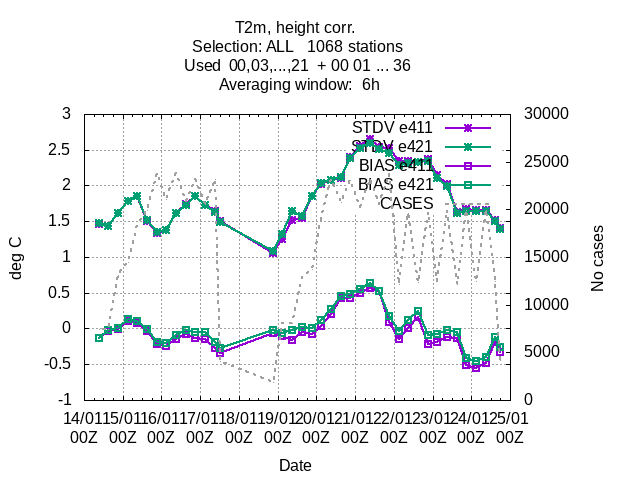 T2m, height corr.
Selection: ALL   1068 stations
Used  00,03,...,21  + 00 01 ... 36
Averaging window:  6h
3
2.5
2
1.5
1
0.5
0
-0.5
-1
deg C
30000
25000
20000
15000
10000
5000
0
No cases
STDV e411
STDV e421
BIAS e411
BIAS e421
CASES
14/01 15/01 16/01 17/01 18/01 19/01 20/01 21/01 22/01 23/01 24/01 25/01
00Z 00Z 00Z 00Z 00Z 00Z 00Z 00Z 00Z 00Z 00Z 00Z
Date